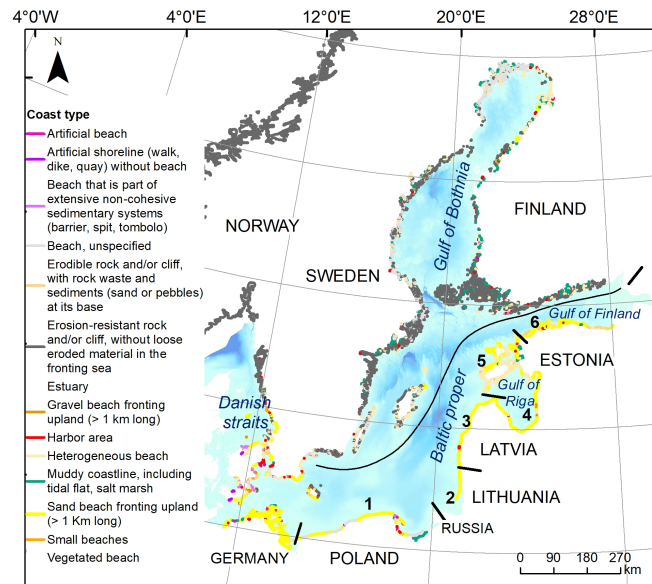 4°0'W 4°0'E 12°0'E 20°0'E 28°0'E
N
Coast type
Artificial beach
Artificial shoreline (walk,
dike, quay) without beach
Beach that is part of
extensive non-cohesive
sedimentary systems
(barrier, spit, tombolo)
Beach, unspecified
Erodible rock and/or cliff,
with rock waste and
sediments (sand or pebbles)
at its base
Erosion-resistant rock
and/or cliff, without loose
eroded material in the
fronting sea
Estuary
Gravel beach fronting
upland (> 1 km long)
Harbor area
Heterogeneous beach
Muddy coastline, including
tidal flat, salt marsh
Sand beach fronting upland
(> 1 Km long)
Small beaches
Vegetated beach
NORWAY
SWEDEN
FINLAND
Gulf of Bothnia
Gulf of Finland
6
ESTONIA
5
Gulf of
Riga
4
3
Baltic proper
Danish
straits
LATVIA
LITHUANIA
2
1
RUSSIA
GERMANY
POLAND
0 90 180 270
km